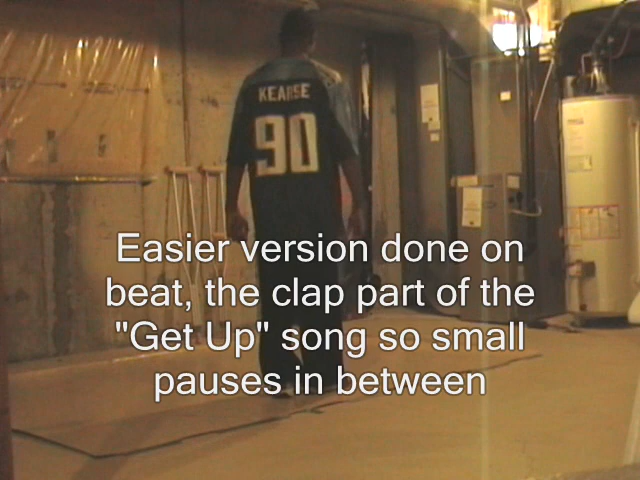 KEARSE
90
Easier version done on
beat, the clap part of the
"Get Up" song so small
pauses in between